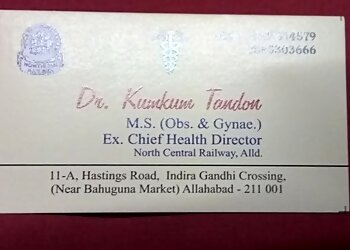 Dr. Kumkum Tandon
M.S. (Obs. & Gynae.)
Ex. Chief Health Director
North Central Railway, Alld.
11-A, Hastings Road, Indira Gandhi Crossing,
(Near Bahuguna Market) Allahabad - 211 001